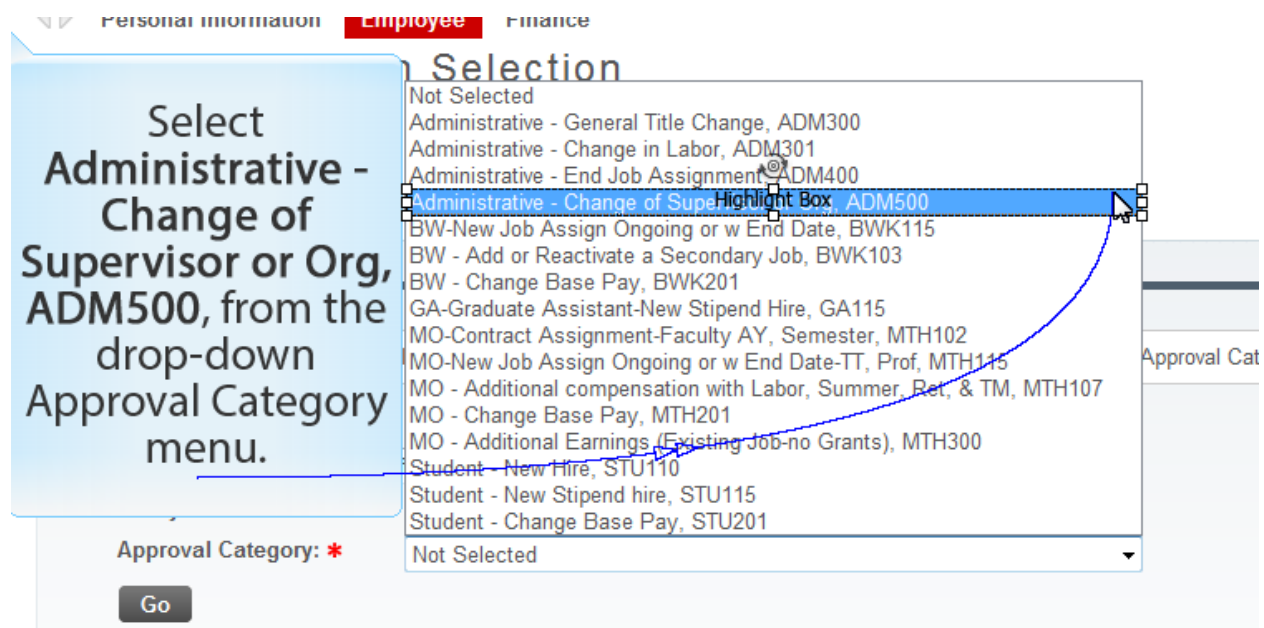 Personal Information Employee Finance
n Selection
Select
Administrative -
Change of
Supervisor or Org,
ADM500, from the
drop-down
Approval Category
menu.
Not Selected
Administrative - General Title Change, ADM300
Administrative - Change in Labor, ADM301
Administrative - End Job Assignment, ADM400
Administrative - Change of Supervisor or Org, ADM500
Highlight Box
BW-New Job Assign Ongoing or w End Date, BWK115
BW - Add or Reactivate a Secondary Job, BWK103
BW - Change Base Pay, BWK201
GA-Graduate Assistant-New Stipend Hire, GA115
MO-Contract Assignment-Faculty AY, Semester, MTH102
MO-New Job Assign Ongoing or w End Date-TT, Prof, MTH115
MO - Additional compensation with Labor, Summer, Ret, & TM, MTH107
MO - Change Base Pay, MTH201
MO - Additional Earnings (Existing Job-no Grants), MTH300
Student - New Hire, STU110
Student - New Stipend hire, STU115
Student - Change Base Pay, STU201
Approval Cat
Approval Category: * Not Selected
Go